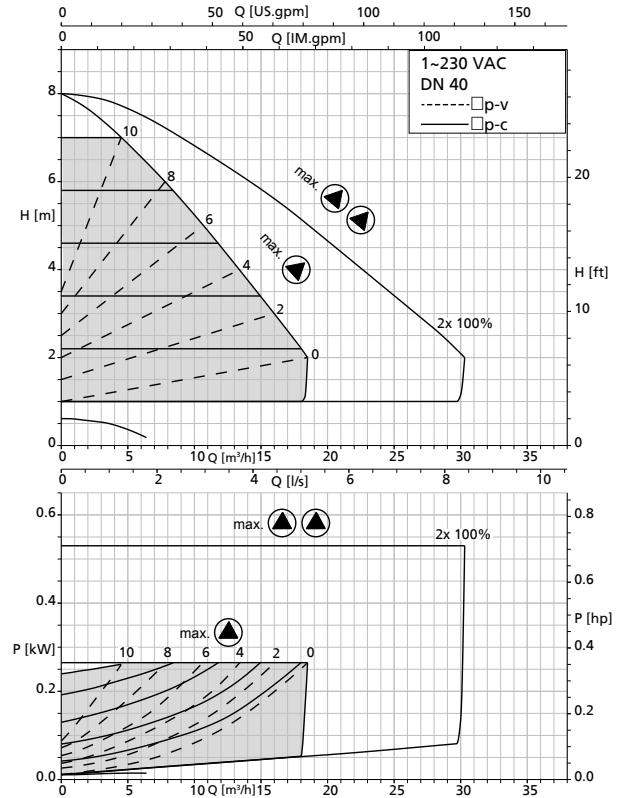 Q [US.gpm]
0 50 100 150
Q [IM.gpm]
0 50 100
1~230 VAC
DN 40
□p-v
□p-c
8
6
4
2
0
H [m]
20
10
0
H [ft]
10
8
6
4
2
0
max.
max.
2x 100%
0 5 10 Q [m³/h] 15 20 25 30 35
0 2 4 Q [l/s] 6 8 10
0.6
0.4
0.2
0.0
P [kW]
0.8
0.6
0.4
0.2
0.0
P [hp]
max.
2x 100%
max.
10 8 6 4 2 0
0 5 10 Q [m³/h] 15 20 25 30 35